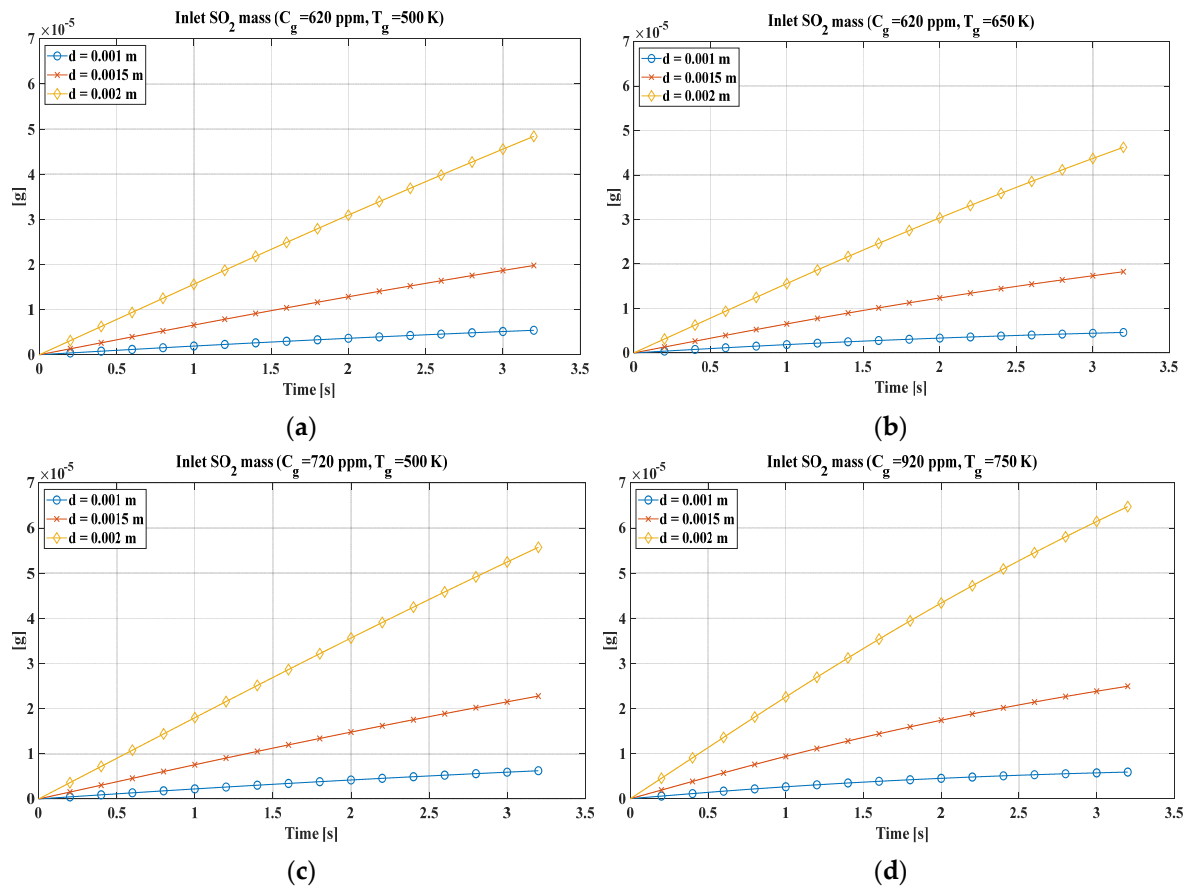 Inlet SO2 mass (Cg=620 ppm, Tg=500 K)
×10-5
d = 0.001 m
d = 0.0015 m
d = 0.002 m
7
6
5
4
3
2
1
0
[g]
0 0.5 1 1.5 2 2.5 3 3.5
Time [s]
(a)
Inlet SO2 mass (Cg=620 ppm, Tg=650 K)
×10-5
d = 0.001 m
d = 0.0015 m
d = 0.002 m
7
6
5
4
3
2
1
0
[g]
0 0.5 1 1.5 2 2.5 3 3.5
Time [s]
(b)
Inlet SO2 mass (Cg=720 ppm, Tg=500 K)
×10-5
d = 0.001 m
d = 0.0015 m
d = 0.002 m
7
6
5
4
3
2
1
0
[g]
0 0.5 1 1.5 2 2.5 3 3.5
Time [s]
(c)
Inlet SO2 mass (Cg=920 ppm, Tg=750 K)
×10-5
d = 0.001 m
d = 0.0015 m
d = 0.002 m
7
6
5
4
3
2
1
0
[g]
0 0.5 1 1.5 2 2.5 3 3.5
Time [s]
(d)